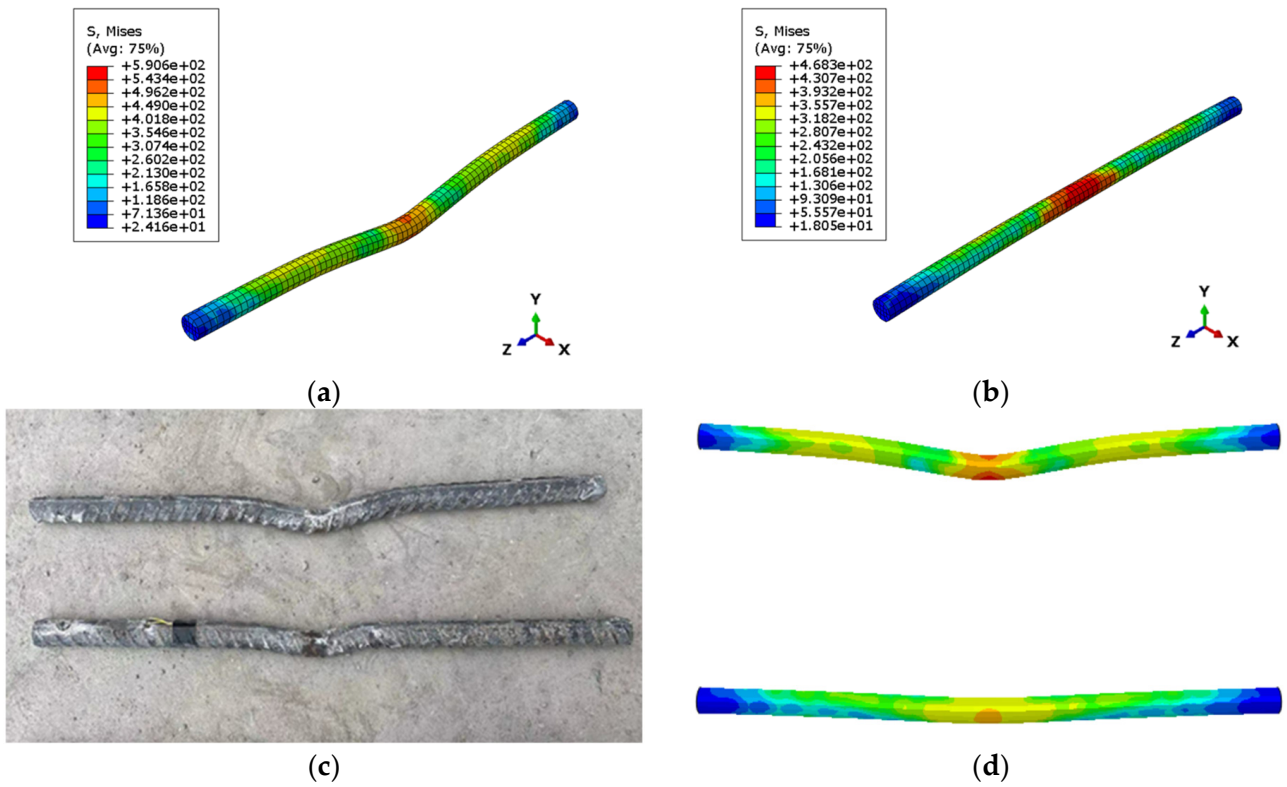 S, Mises
(Avg: 75%)
+5.906e+02
+5.434e+02
+4.962e+02
+4.490e+02
+4.018e+02
+3.546e+02
+3.074e+02
+2.602e+02
+2.130e+02
+1.658e+02
+1.186e+02
+7.136e+01
+2.416e+01
Y
Z
X
(a)
S, Mises
(Avg: 75%)
+4.683e+02
+4.307e+02
+3.932e+02
+3.557e+02
+3.182e+02
+2.807e+02
+2.432e+02
+2.056e+02
+1.681e+02
+1.306e+02
+9.309e+01
+5.557e+01
+1.805e+01
Y
Z
X
(b)
(c)
(d)